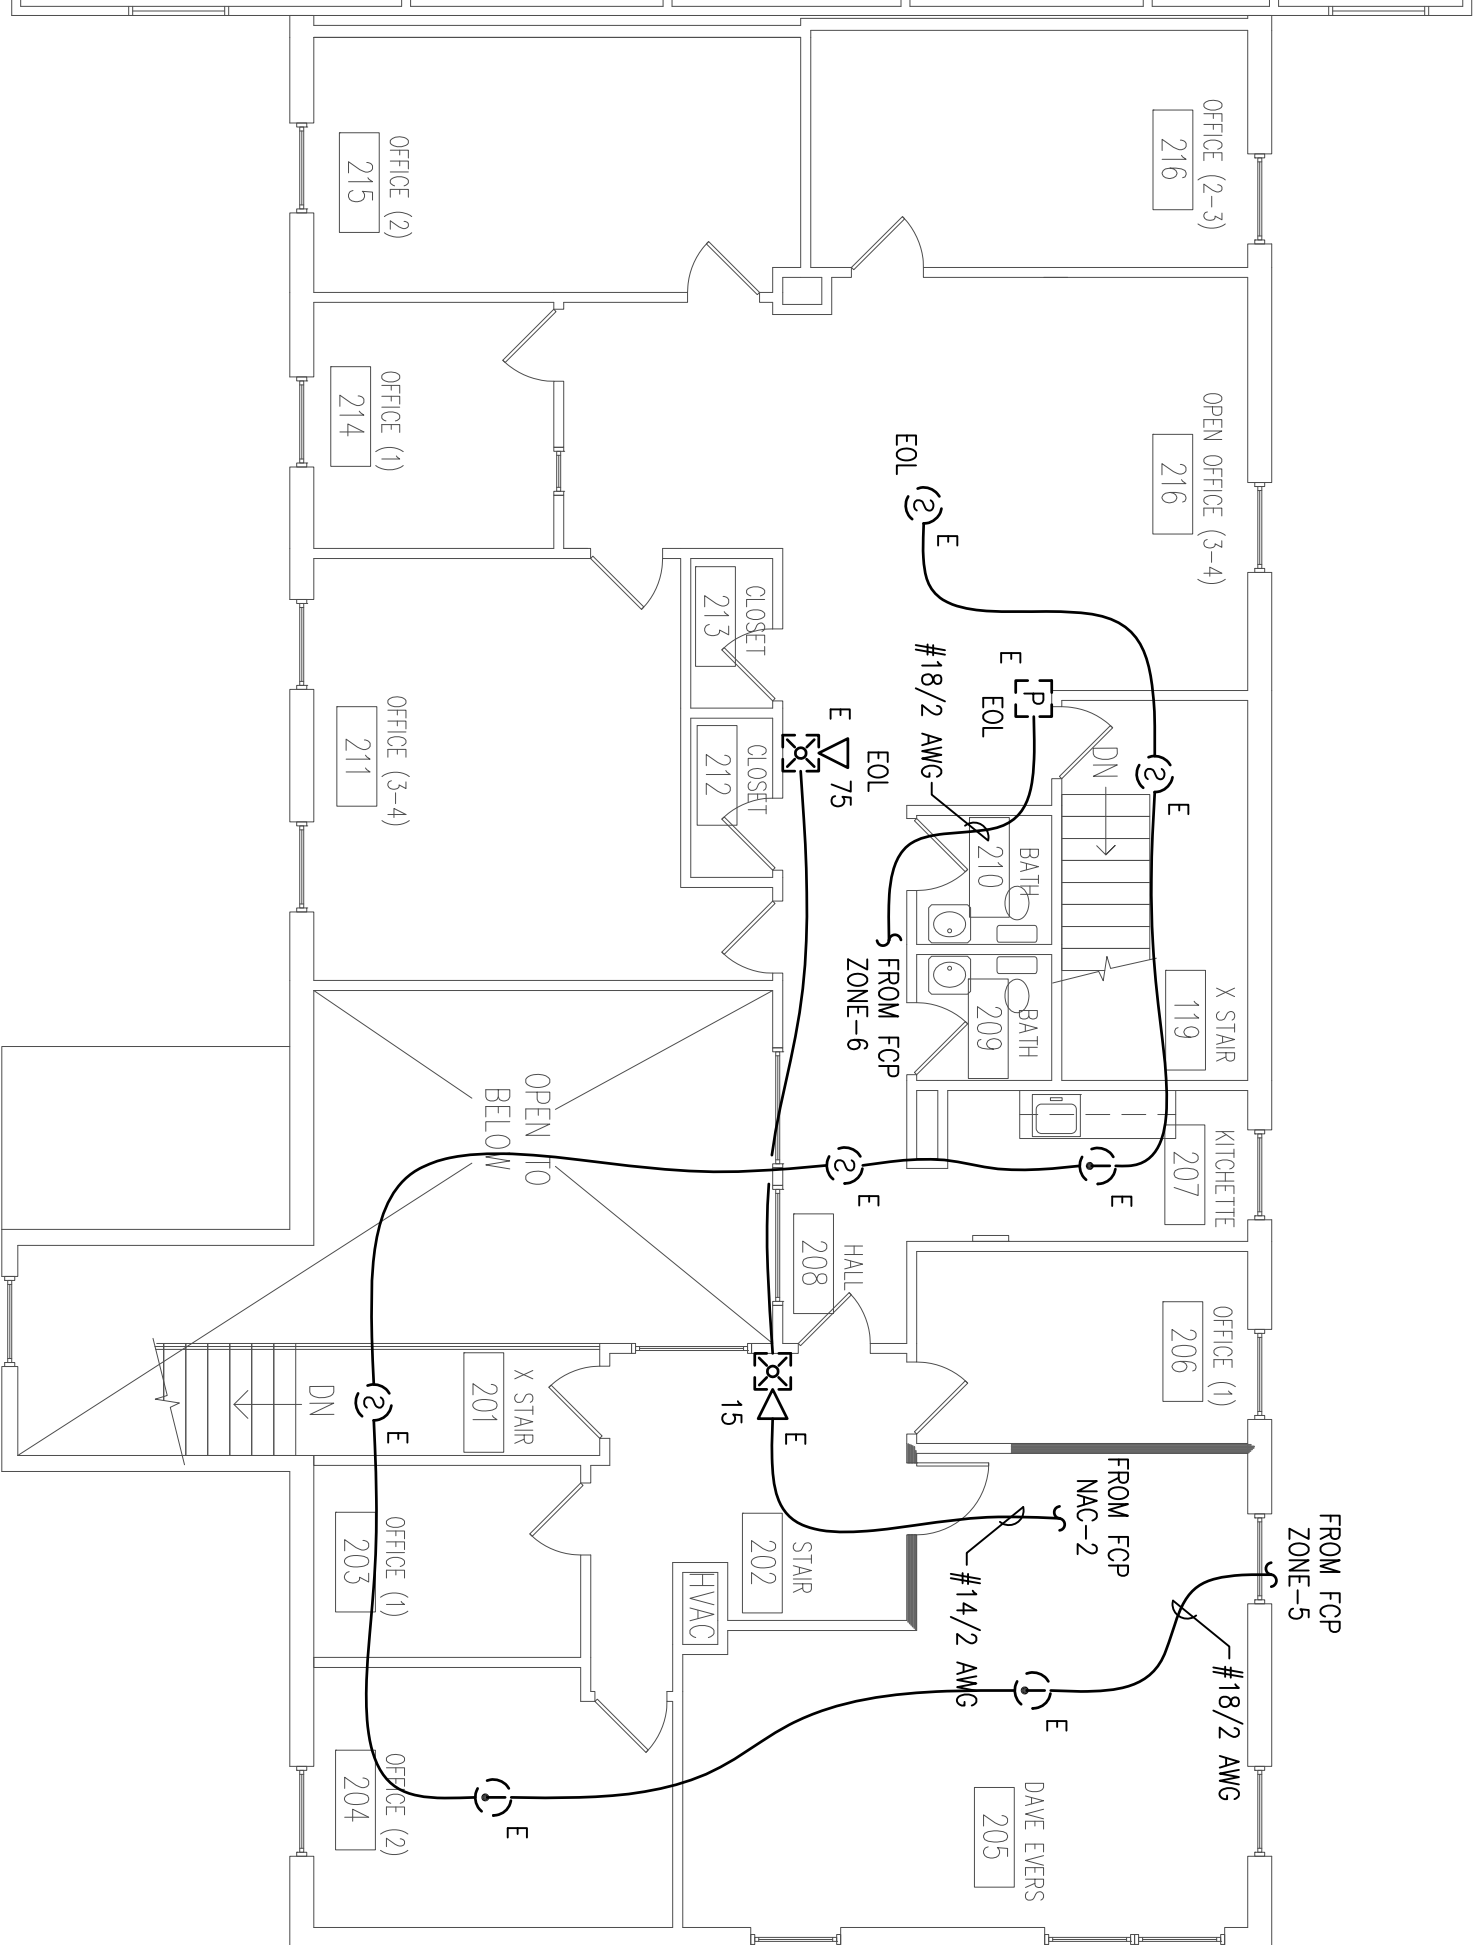 OFFICE (2)
215
OFFICE (2-3)
216
OFFICE (1)
214
OPEN OFFICE (3-4)
216
EOL
2
E
CLOSET
213
#18/2 AWG
E
P
EOL
OFFICE (3-4)
211
CLOSET
212
E
EOL
75
DN
2
E
BATH
210
BATH
209
FROM FCP
ZONE-6
X STAIR
119
OPEN TO
BELOW
2
E
E
KITCHETTE
207
HALL
208
OFFICE (1)
206
DN
2
E
X STAIR
201
15
E
FROM FCP
NAC-2
FROM FCP
ZONE-5
OFFICE (1)
203
STAIR
202
HVAC
#14/2 AWG
#18/2 AWG
E
OFFICE (2)
204
E
DAVE EVERS
205